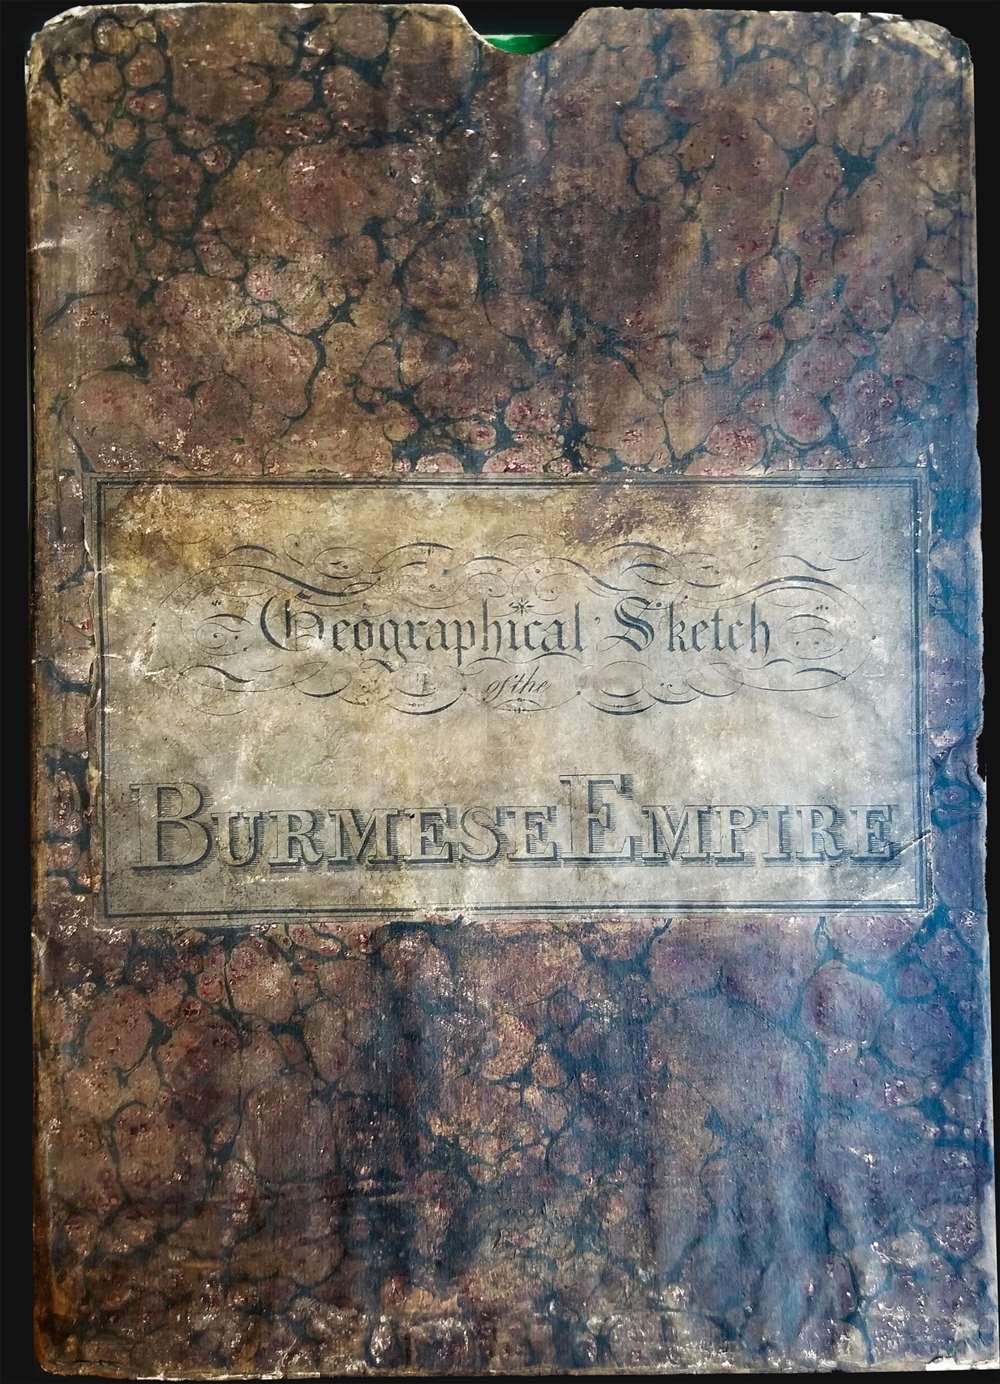 Geographical Sketch
of the
BURMESE EMPIRE